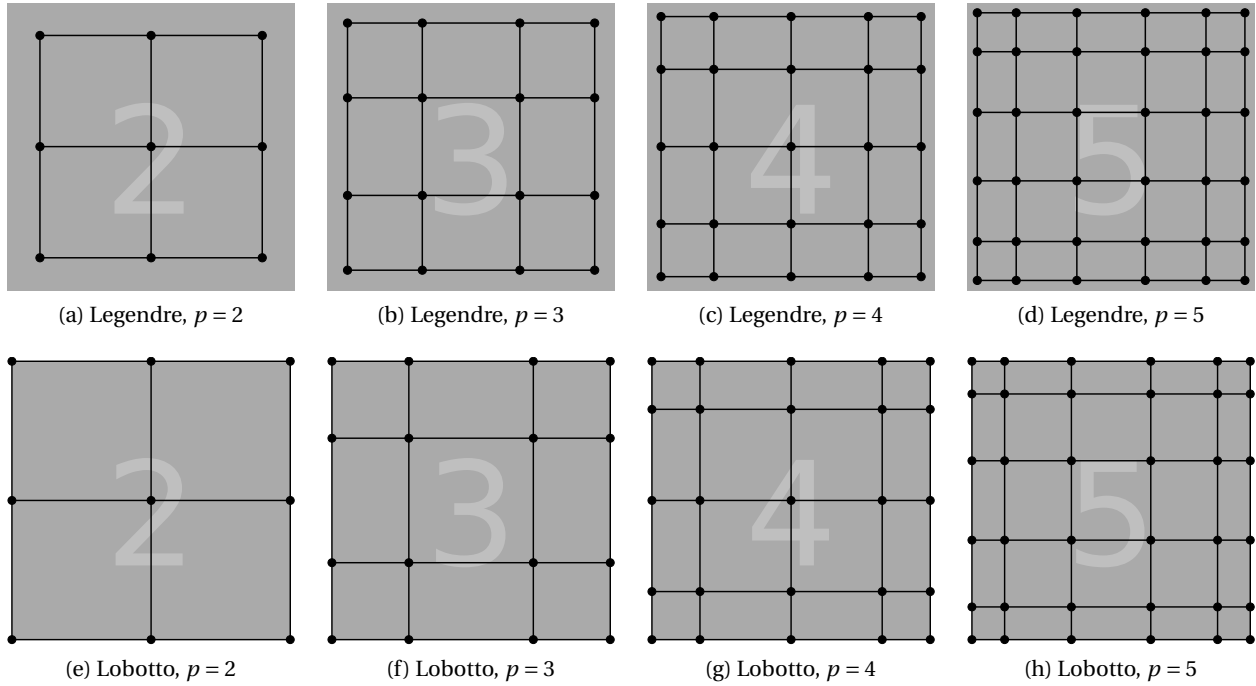 2
3
4
5
(a) Legendre, p = 2
(b) Legendre, p = 3
(c) Legendre, p = 4
(d) Legendre, p = 5
2
3
4
5
(e) Lobotto, p = 2
(f) Lobotto, p = 3
(g) Lobotto, p = 4
(h) Lobotto, p = 5